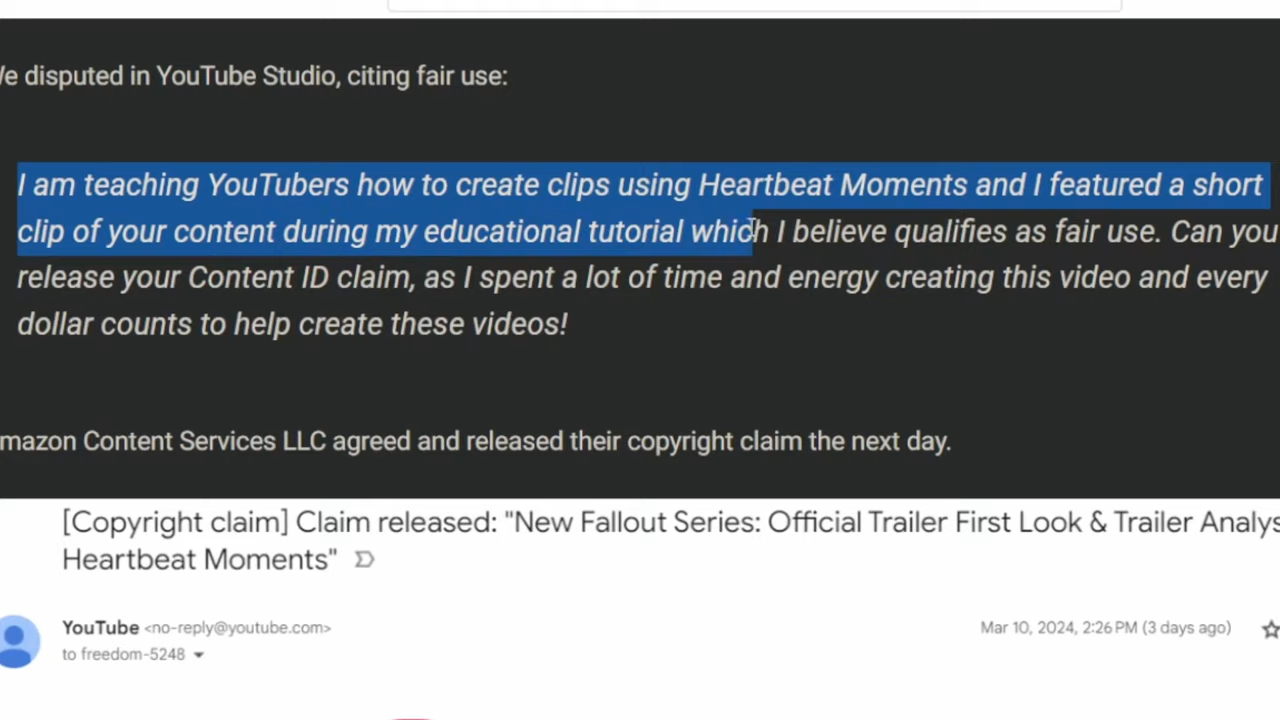 We disputed in YouTube Studio, citing fair use:
I am teaching YouTubers how to create clips using Heartbeat Moments and I featured a short
clip of your content during my educational tutorial which I believe qualifies as fair use. Can you
release your Content ID claim, as I spent a lot of time and energy creating this video and every
dollar counts to help create these videos!
mazon Content Services LLC agreed and released their copyright claim the next day.
[Copyright claim] Claim released: "New Fallout Series: Official Trailer First Look & Trailer Analys
Heartbeat Moments"
YouTube <no-reply@youtube.com>
Mar 10, 2024, 2:26 PM (3 days ago)
to freedom-5248